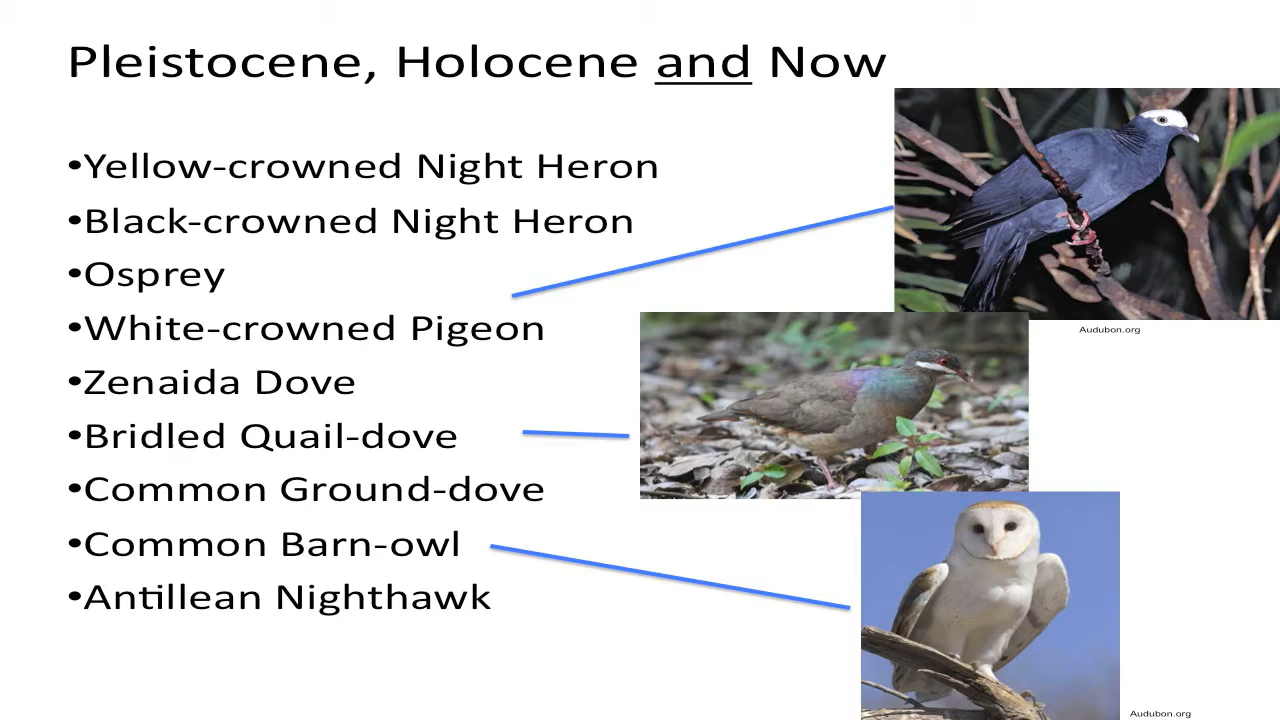 Pleistocene, Holocene and Now
•Yellow-crowned Night Heron
•Black-crowned Night Heron
•Osprey
•White-crowned Pigeon
•Zenaida Dove
•Bridled Quail-dove
•Common Ground-dove
•Common Barn-owl
•Antillean Nighthawk
Audubon.org
Audubon.org